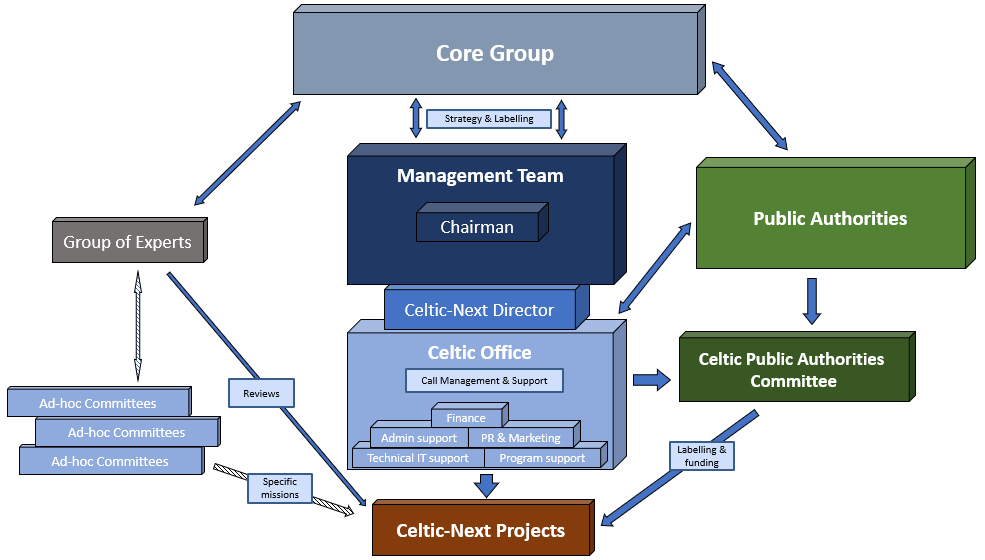 Core Group
Strategy & Labelling
Management Team
Chairman
Public Authorities
Group of Experts
Celtic-Next Director
Celtic Office
Call Management & Support
Celtic Public Authorities
Committee
Reviews
Ad-hoc Committees
Ad-hoc Committees
Ad-hoc Committees
Finance
Admin support
PR & Marketing
Technical IT support
Program support
Labelling &
funding
Specific
missions
Celtic-Next Projects